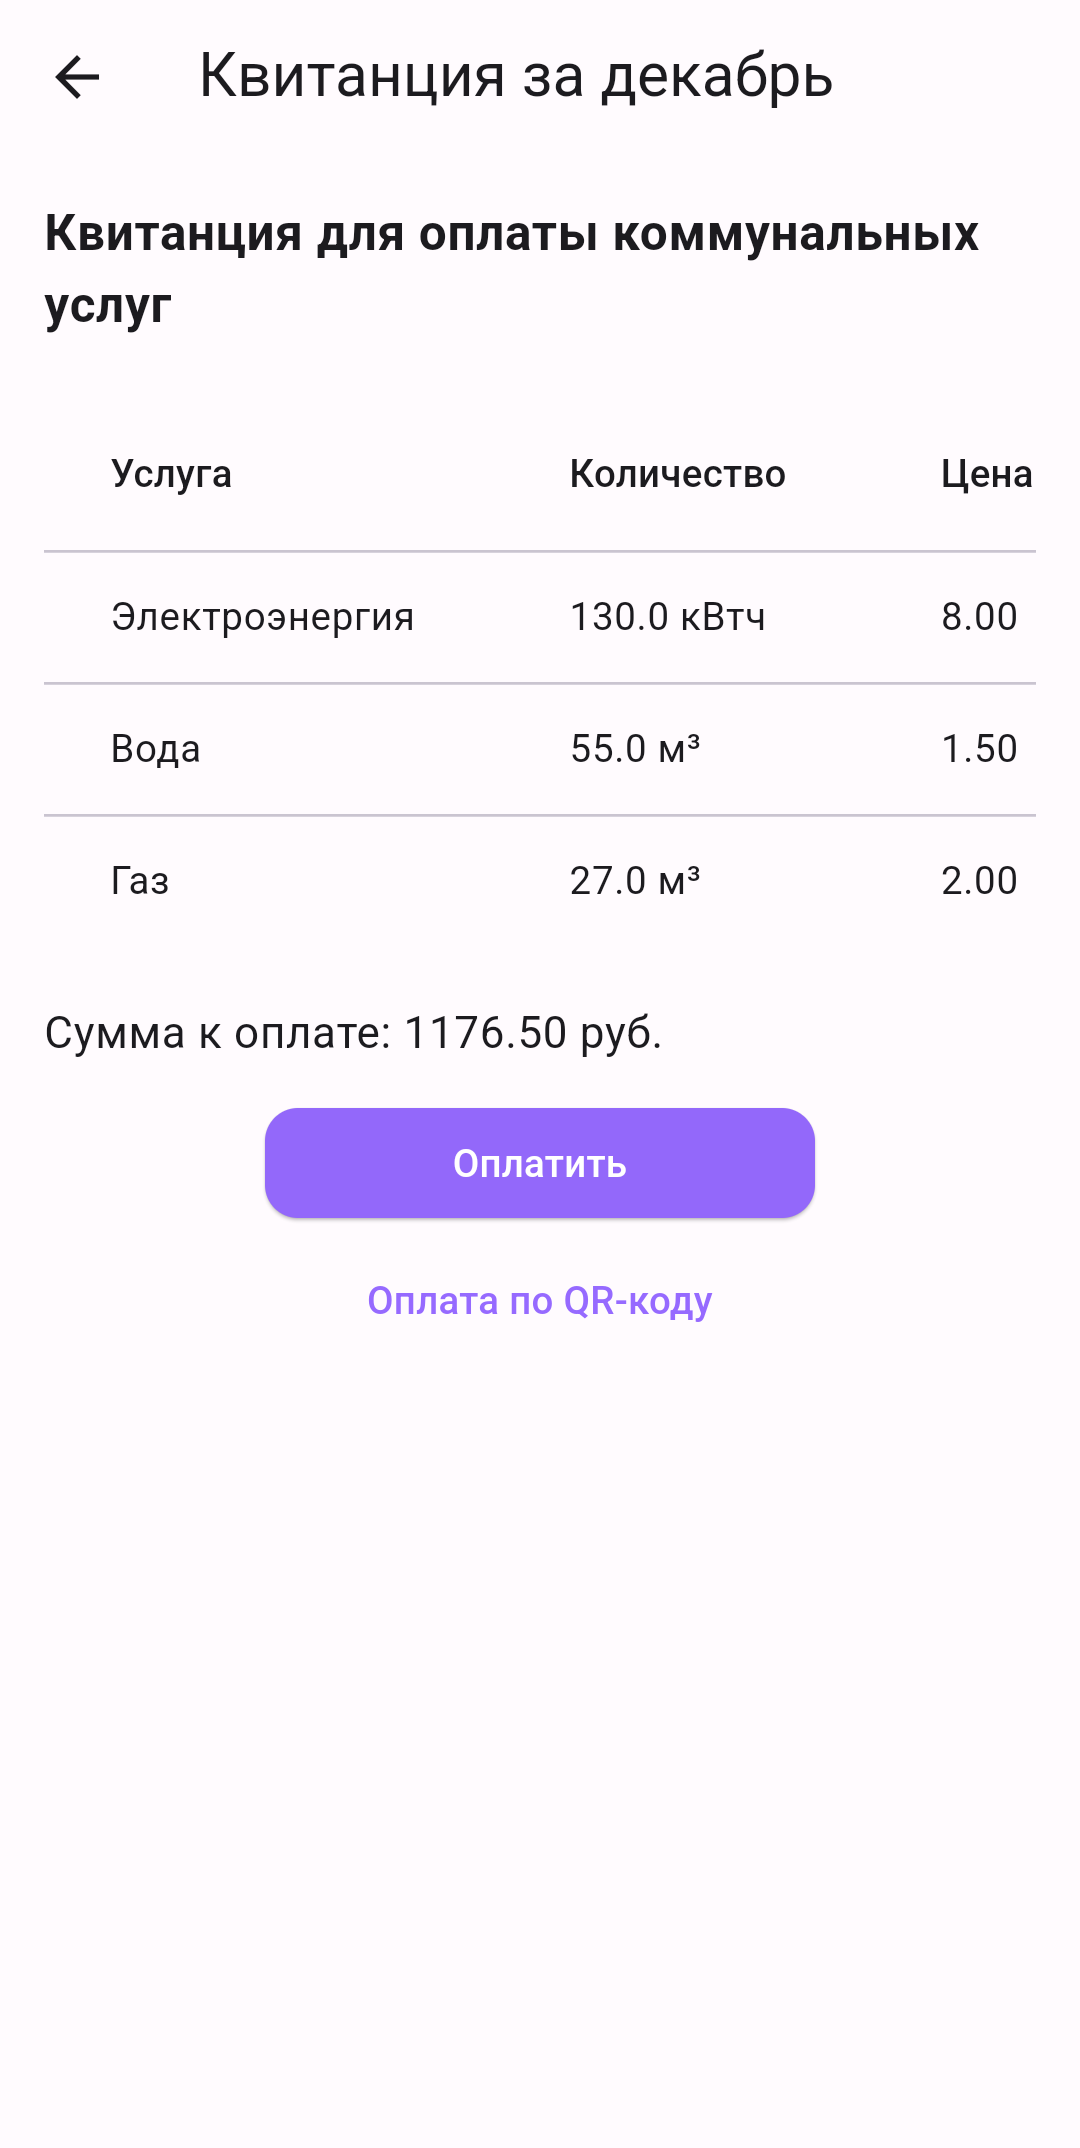 Квитанция за декабрь
Квитанция для оплаты коммунальных
услуг
Услуга Количество Цена
Электроэнергия 130.0 кВтч 8.00
Вода 55.0 м³ 1.50
Газ 27.0 м³ 2.00
Сумма к оплате: 1176.50 руб.
Оплатить
Оплата по QR-коду